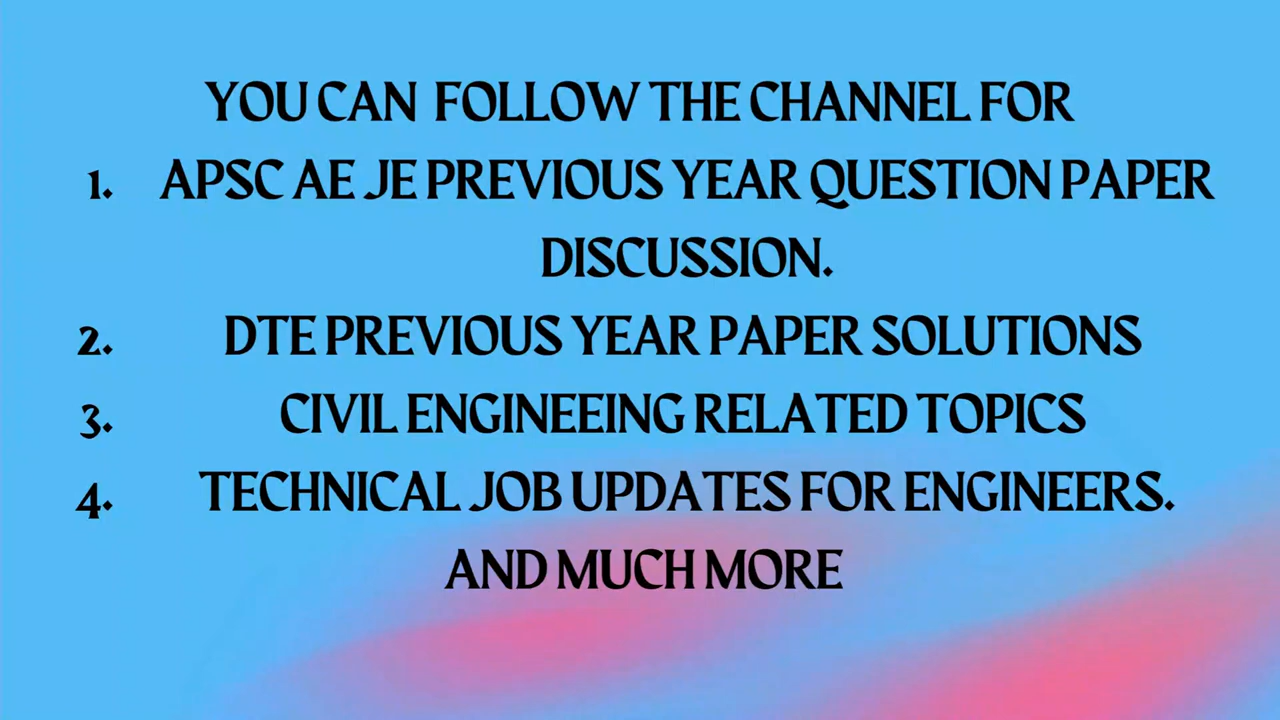 YOU CAN FOLLOW THE CHANNEL FOR
1. APSC AE JE PREVIOUS YEAR QUESTION PAPER
DISCUSSION.
2. DTE PREVIOUS YEAR PAPER SOLUTIONS
3. CIVIL ENGINEEING RELATED TOPICS
4. TECHNICAL JOB UPDATES FOR ENGINEERS.
AND MUCH MORE